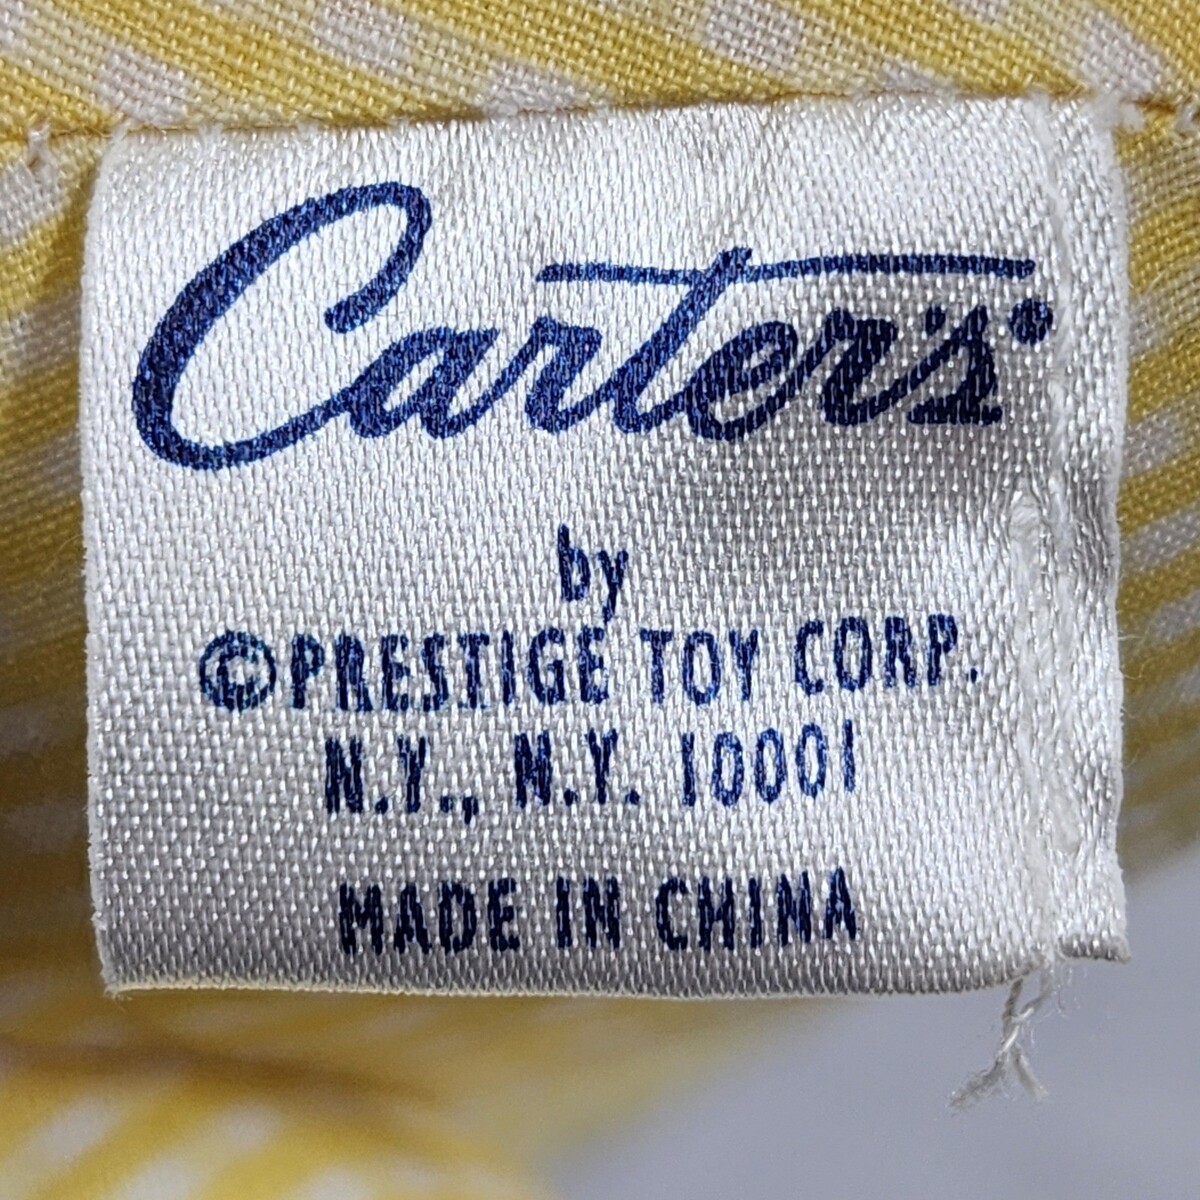 Carter's
by
©PRESTIGE TOY CORP.
N.Y., N.Y. 10001
MADE IN CHINA